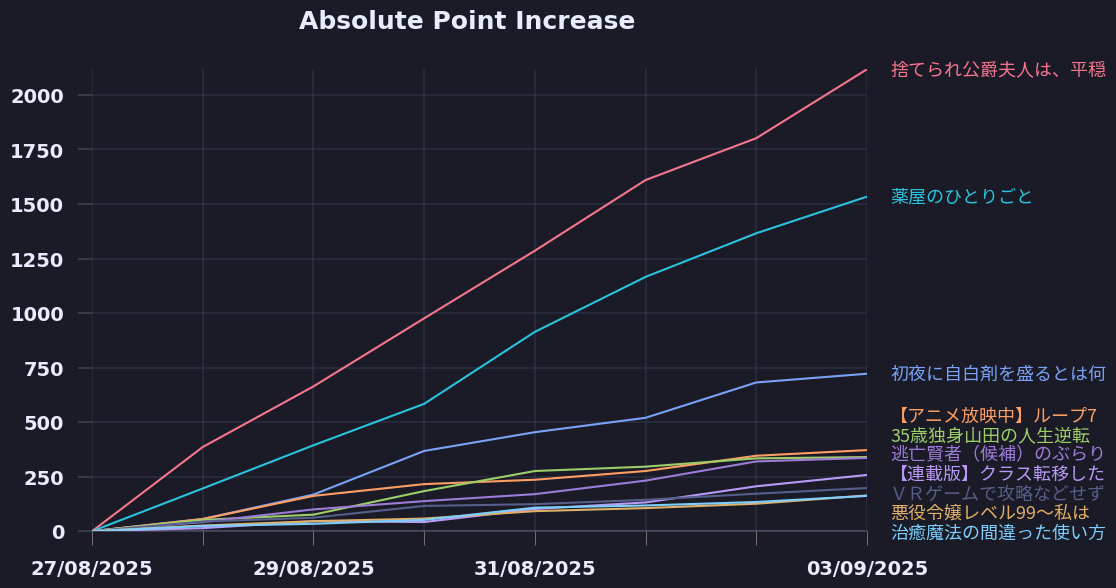 Absolute Point Increase
2000
1750
1500
1250
1000
750
500
250
0
27/08/2025
29/08/2025
31/08/2025
03/09/2025
捨てられ公爵夫人は、平穏
薬屋のひとりごと
初夜に自白剤を盛るとは何
【アニメ放映中】ループ7
35歳独身山田の人生逆転
逃亡賢者（候補）のぶらり
【連載版】クラス転移した
ＶＲゲームで攻略などせず
悪役令嬢レベル99～私は
治癒魔法の間違った使い方